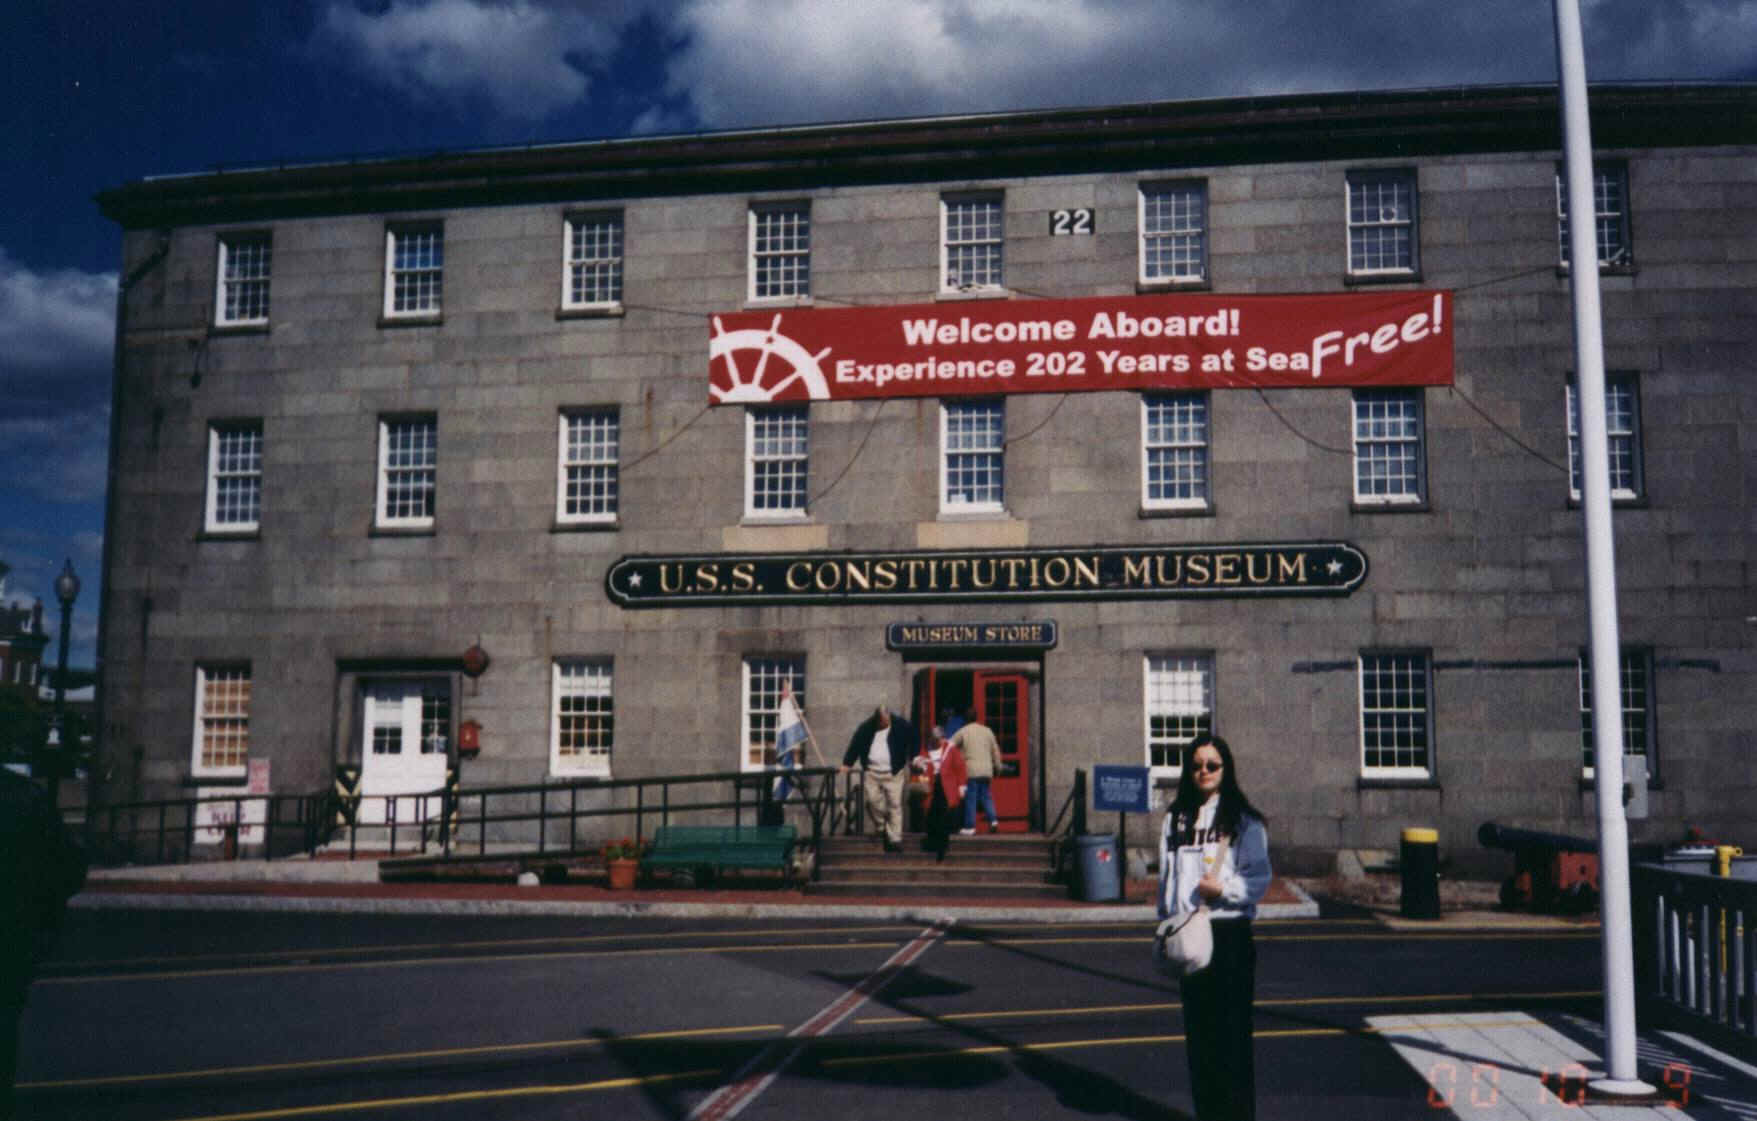 22
Welcome Aboard!
Experience 202 Years at Sea Free!
U.S.S. CONSTITUTION MUSEUM
MUSEUM STORE
00 10 9